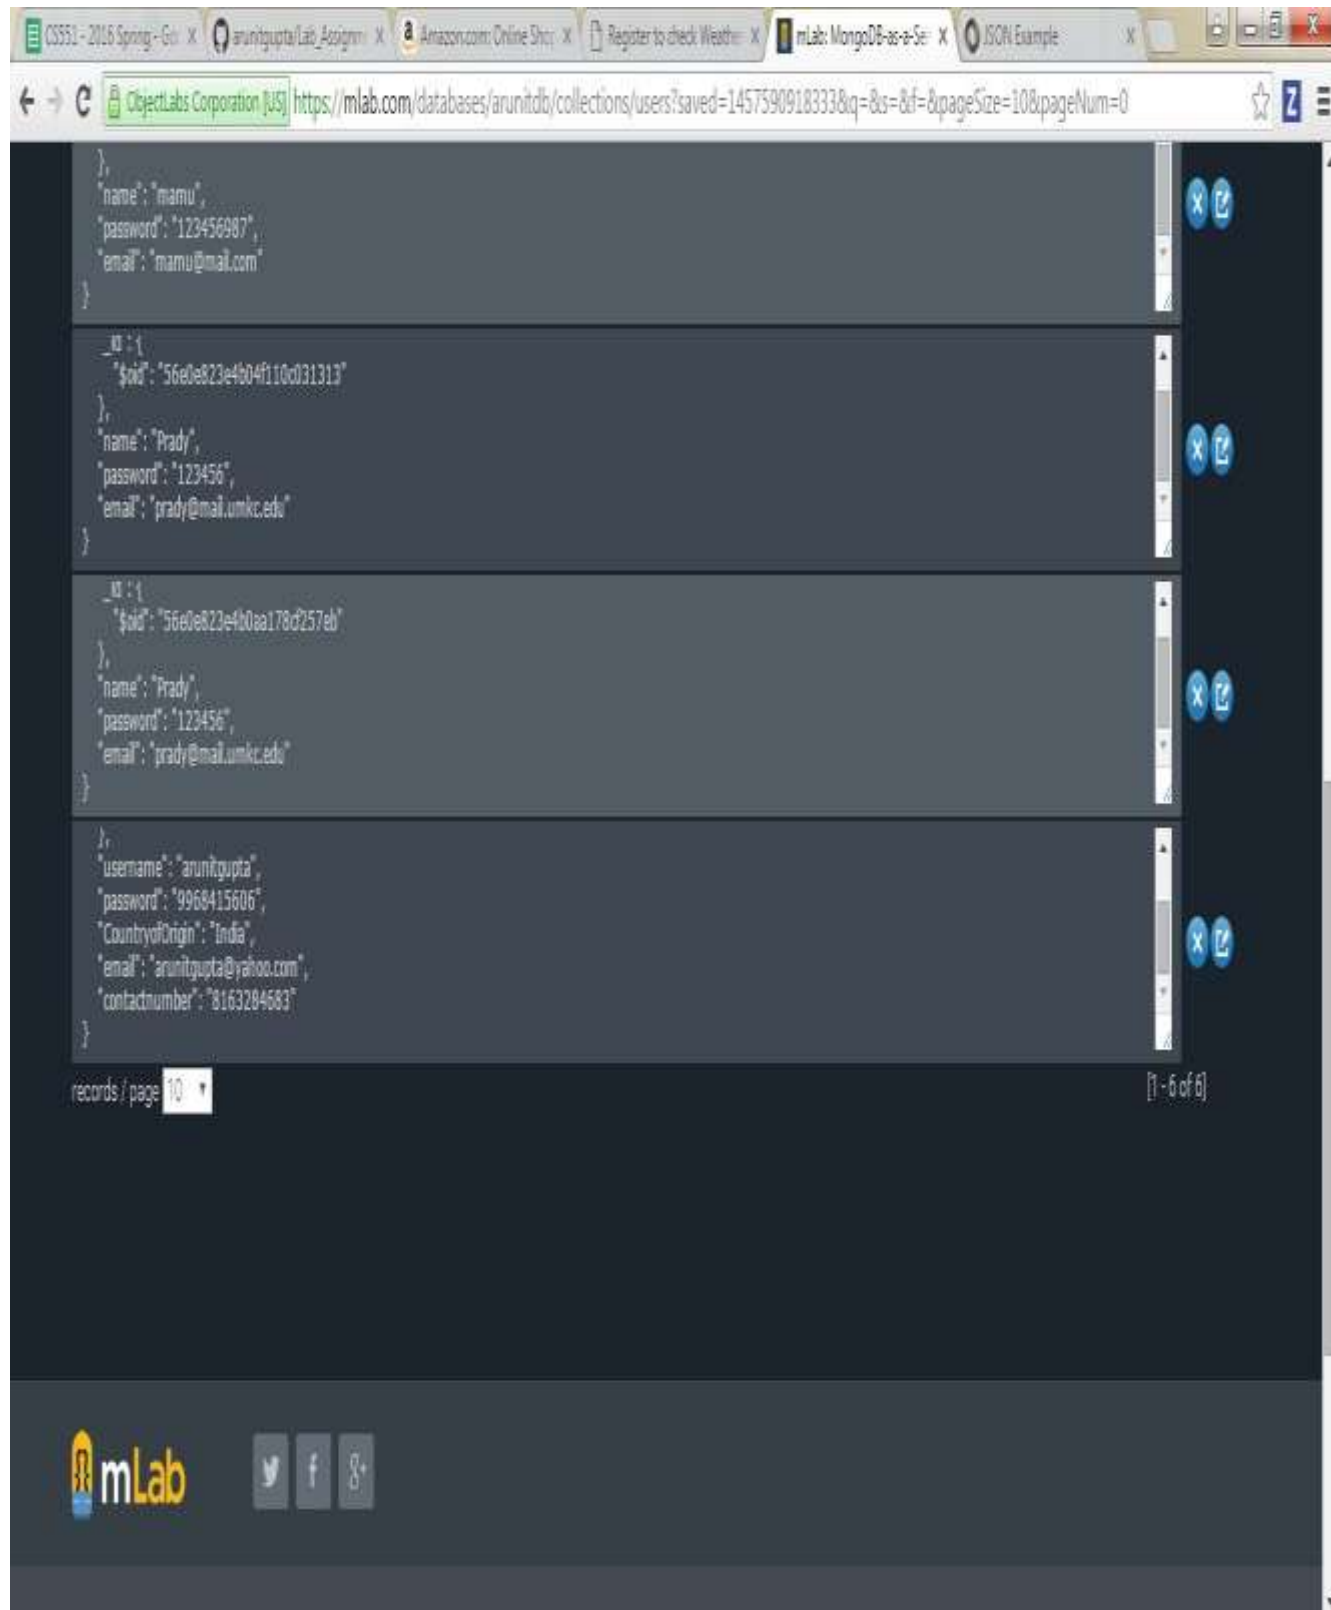 CS551 - 2016 Spring - Go
arunitgupta/Lab_Assignm
Amazon.com: Online Shop
Register to check Weather
mLab: MongoDB-as-a-Se
JSON Example
ObjectLabs Corporation [US] https://mlab.com/databases/arunitdb/collections/users?saved=1457590918333&q=&s=&f=&pageSize=10&pageNum=0
},
"name": "mamu",
"password": "123456987",
"email": "mamu@mail.com"
}
"$oid": "56e0e823e4b04f110c031313"
},
"name": "Prady",
"password": "123456",
"email": "prady@mail.umkc.edu"
}
"$oid": "56e0e823e4b0aa178cf257eb"
},
"name": "Prady",
"password": "123456",
"email": "prady@mail.umkc.edu"
}
},
"username": "arunitgupta",
"password": "9968415606",
"CountryofOrigin": "India",
"email": "arunitgupta@yahoo.com",
"contactnumber": "8163284683"
}
records / page 10
[1 - 6 of 6]
mLab